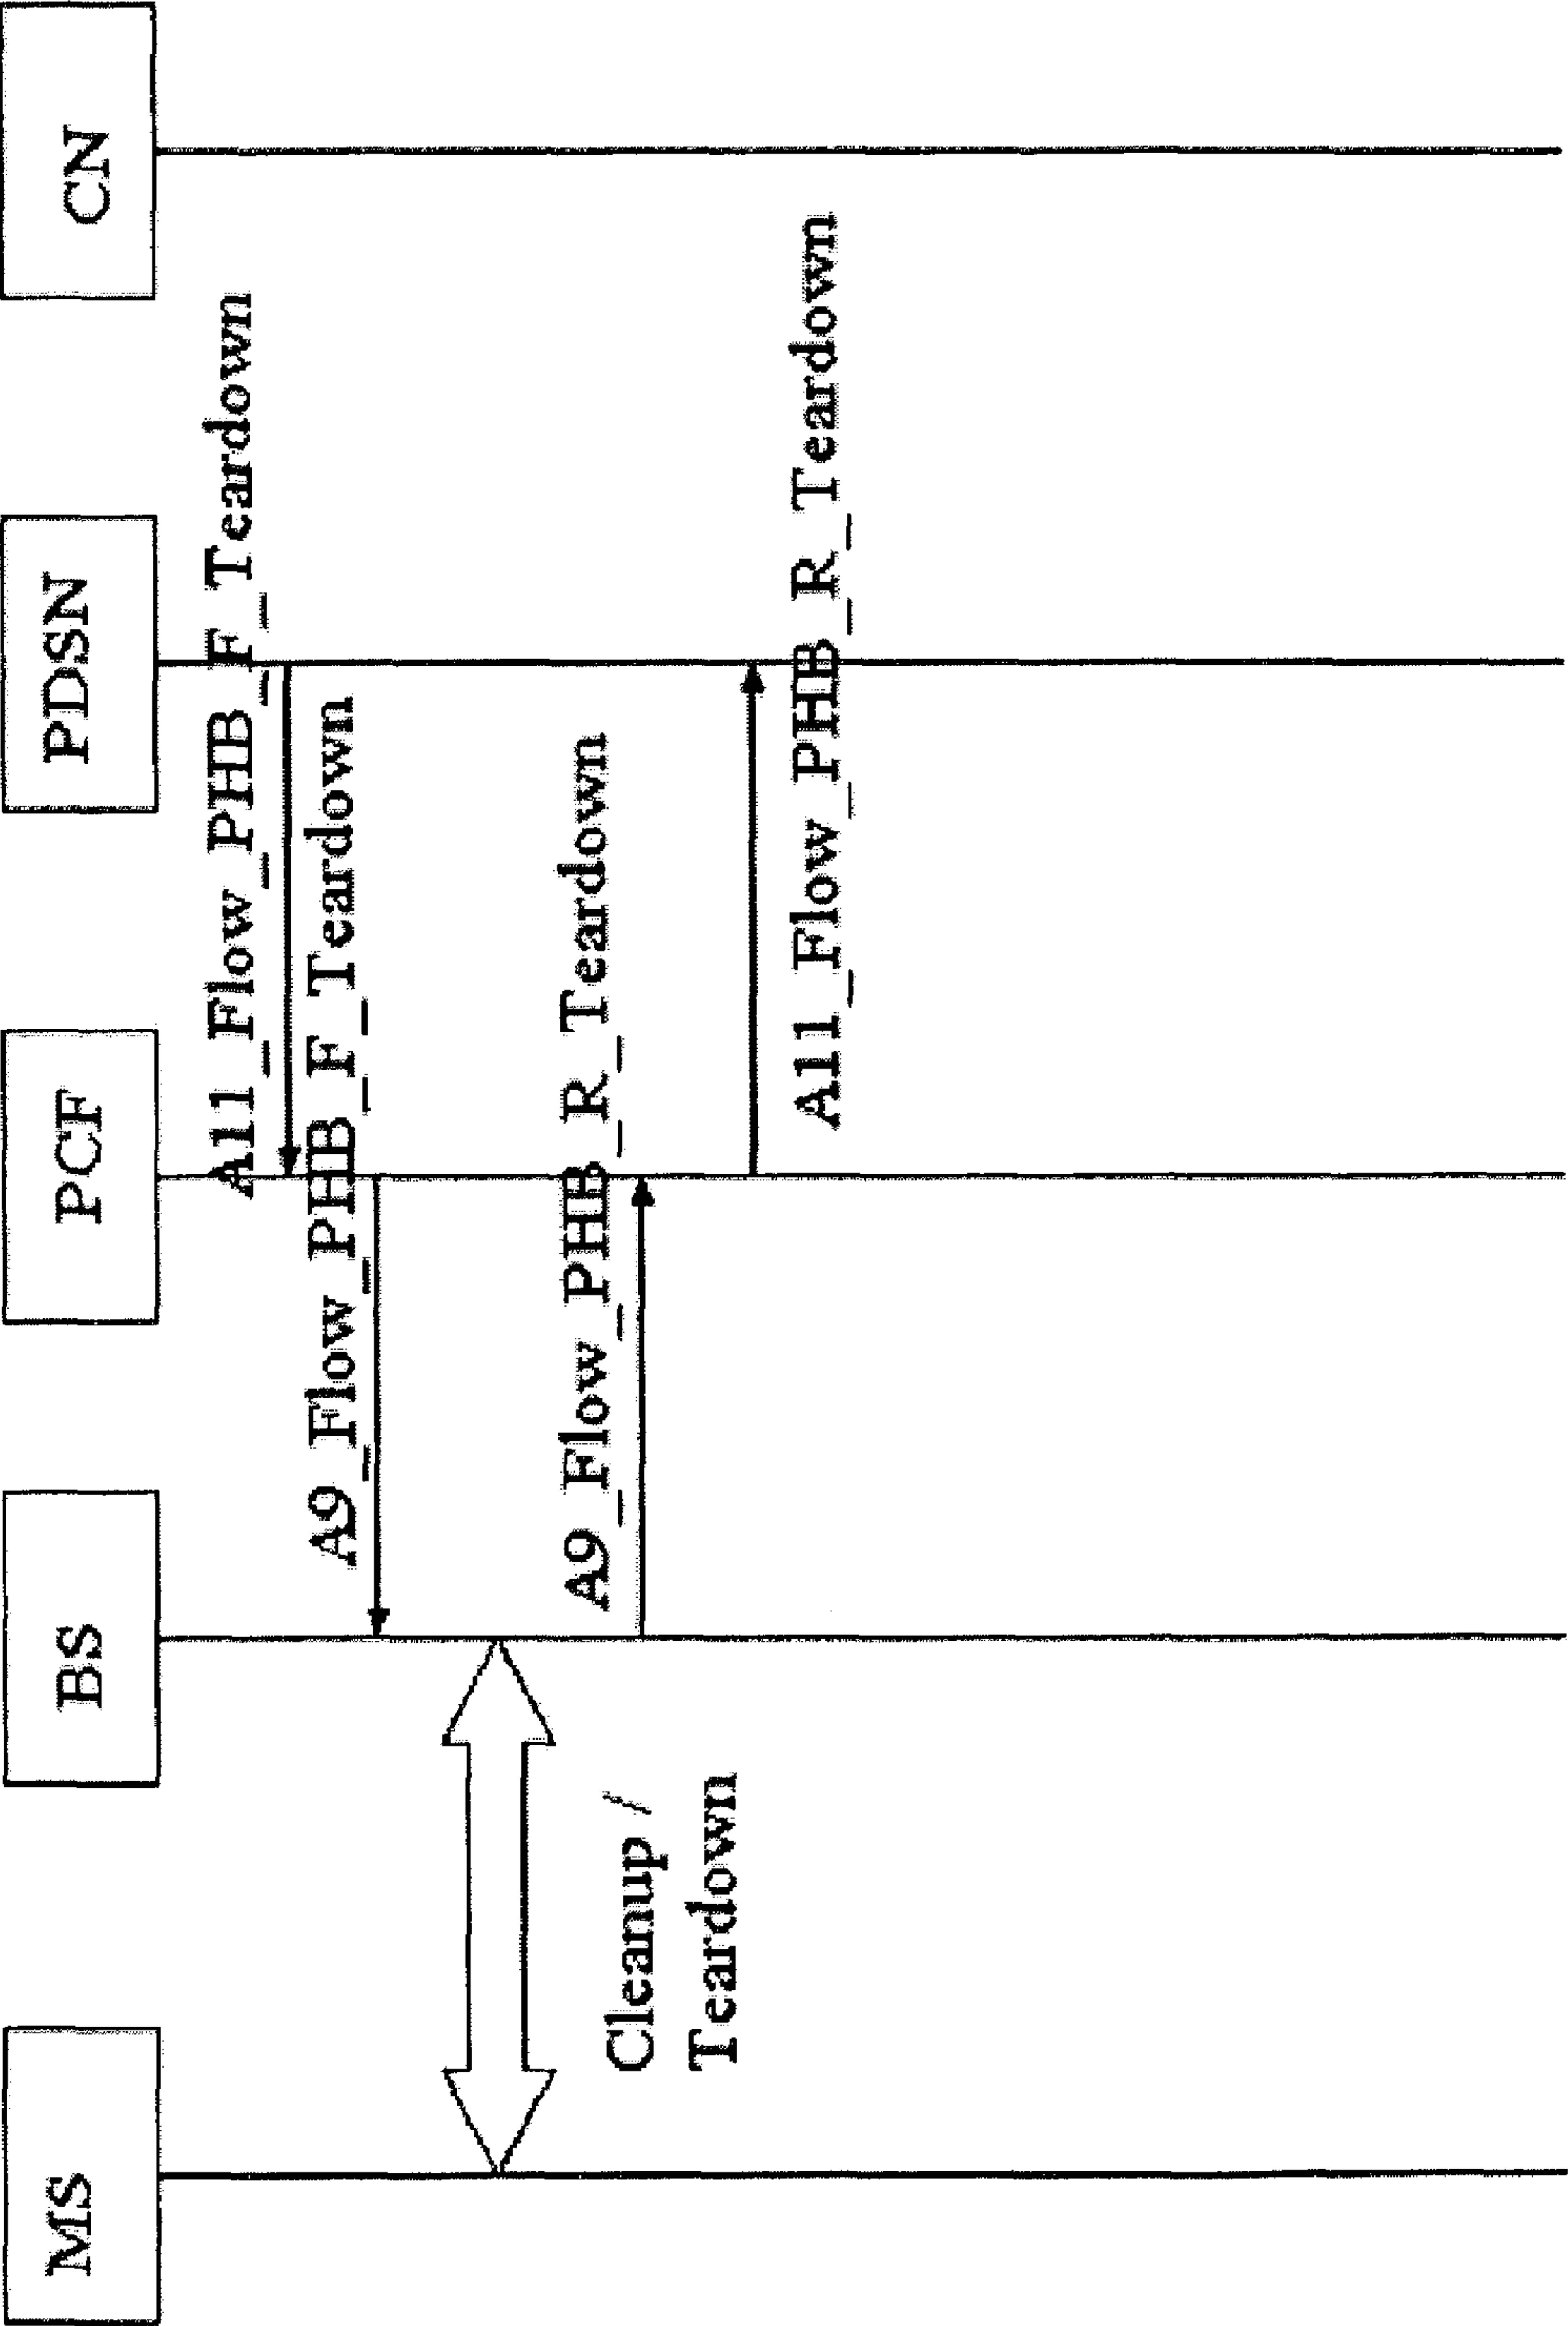 MS
BS
PCF
PDSN
CN
A11_Flow_PHB_F_Teardown
A9_Flow_PHB_F_Teardown
Cleanup /
Teardown
A9_Flow_PHB_R_Teardown
A11_Flow_PHB_R_Teardown